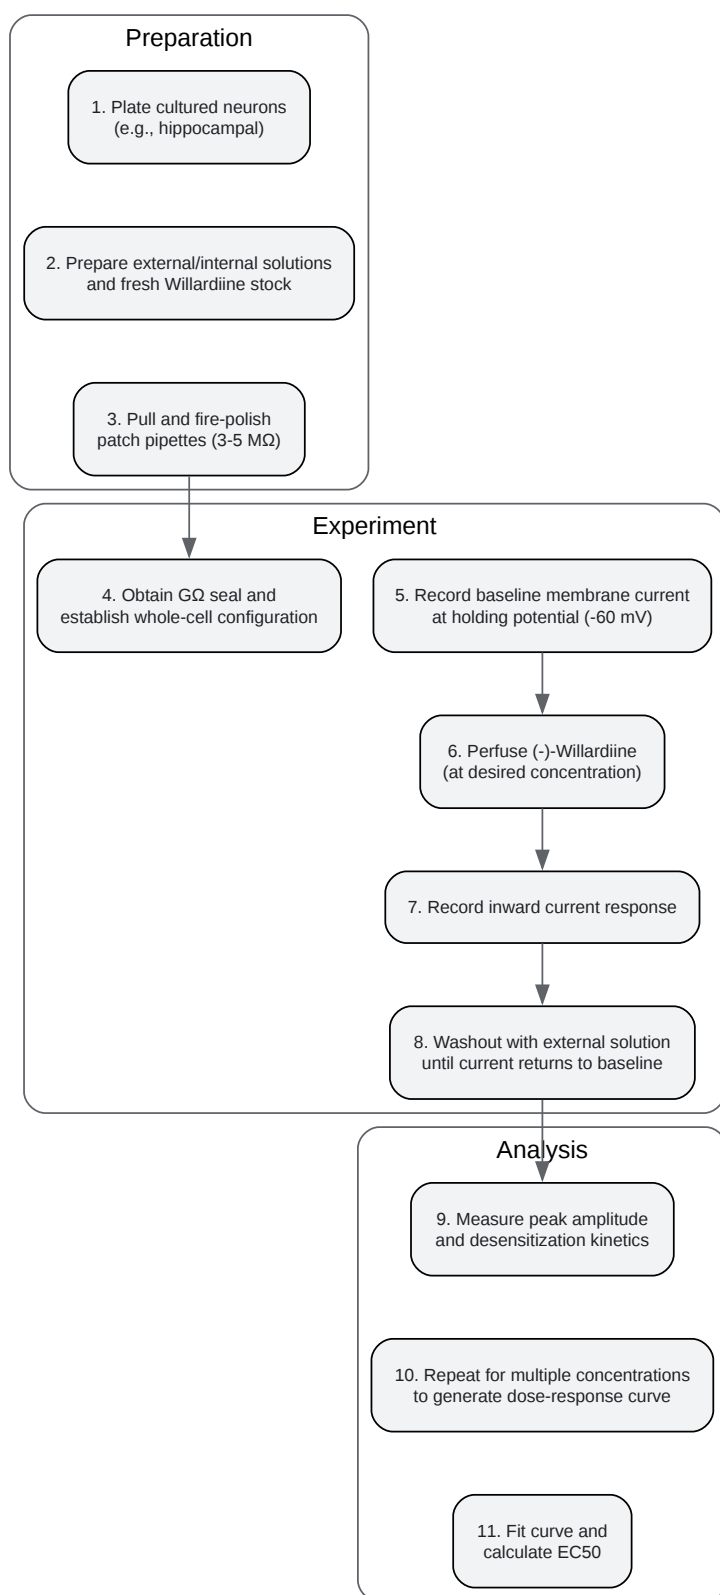 Preparation
1. Plate cultured neurons
(e.g., hippocampal)
2. Prepare external/internal solutions
and fresh Willardiine stock
3. Pull and fire-polish
patch pipettes (3-5 MΩ)
Experiment
4. Obtain GΩ seal and
establish whole-cell configuration
5. Record baseline membrane current
at holding potential (-60 mV)
6. Perfuse (-)-Willardiine
(at desired concentration)
7. Record inward current response
8. Washout with external solution
until current returns to baseline
Analysis
9. Measure peak amplitude
and desensitization kinetics
10. Repeat for multiple concentrations
to generate dose-response curve
11. Fit curve and
calculate EC50